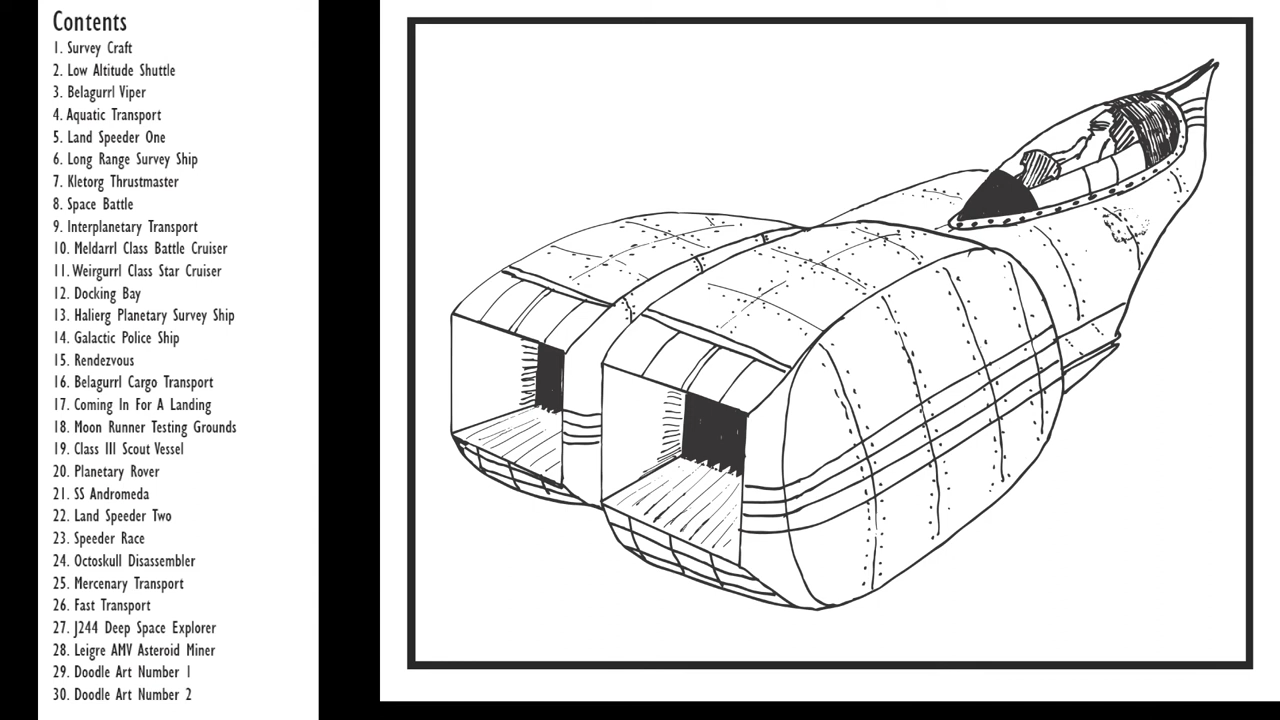 Contents
1. Survey Craft
2. Low Altitude Shuttle
3. Belagurrl Viper
4. Aquatic Transport
5. Land Speeder One
6. Long Range Survey Ship
7. Kletorg Thrustmaster
8. Space Battle
9. Interplanetary Transport
10. Meldarrl Class Battle Cruiser
11. Weirgurrl Class Star Cruiser
12. Docking Bay
13. Halierg Planetary Survey Ship
14. Galactic Police Ship
15. Rendezvous
16. Belagurrl Cargo Transport
17. Coming In For A Landing
18. Moon Runner Testing Grounds
19. Class III Scout Vessel
20. Planetary Rover
21. SS Andromeda
22. Land Speeder Two
23. Speeder Race
24. Octoskull Disassembler
25. Mercenary Transport
26. Fast Transport
27. J244 Deep Space Explorer
28. Leigre AMV Asteroid Miner
29. Doodle Art Number 1
30. Doodle Art Number 2